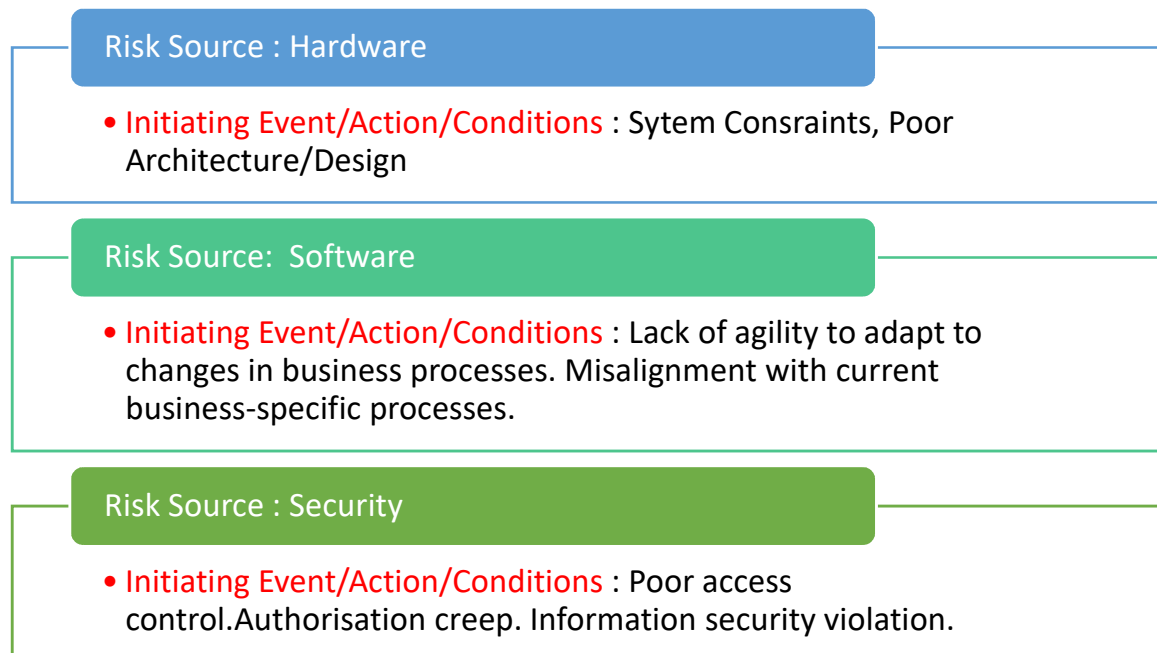 Risk Source : Hardware
• Initiating Event/Action/Conditions : Sytem Consraints, Poor
Architecture/Design
Risk Source:  Software
• Initiating Event/Action/Conditions : Lack of agility to adapt to
changes in business processes. Misalignment with current
business-specific processes.
Risk Source : Security
• Initiating Event/Action/Conditions : Poor access
control.Authorisation creep. Information security violation.